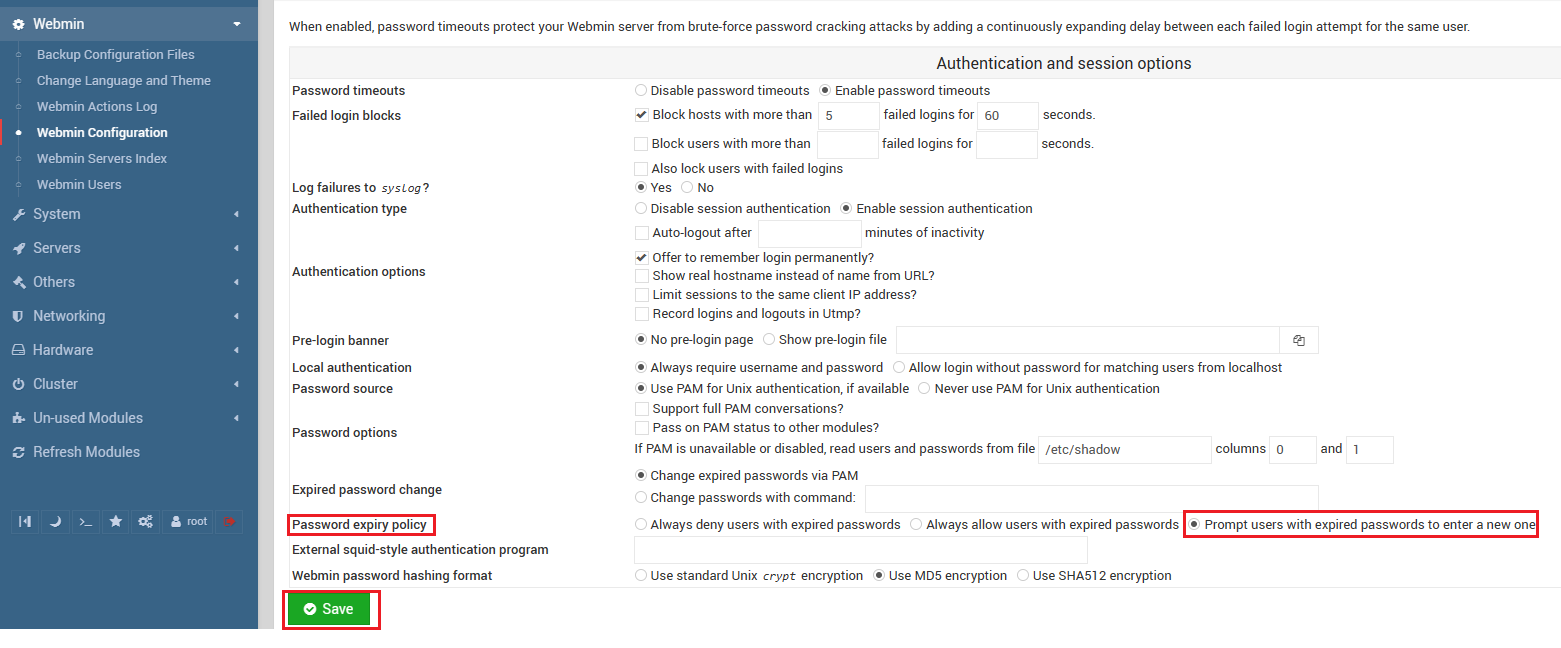 Webmin
Backup Configuration Files
Change Language and Theme
Webmin Actions Log
Webmin Configuration
Webmin Servers Index
Webmin Users
System
Servers
Others
Networking
Hardware
Cluster
Un-used Modules
Refresh Modules
root
When enabled, password timeouts protect your Webmin server from brute-force password cracking attacks by adding a continuously expanding delay between each failed login attempt for the same user.
Authentication and session options
Password timeouts Disable password timeouts Enable password timeouts
Failed login blocks Block hosts with more than 5 failed logins for 60 seconds.
Block users with more than failed logins for seconds.
Also lock users with failed logins
Log failures to syslog? Yes No
Authentication type Disable session authentication Enable session authentication
Auto-logout after minutes of inactivity
Offer to remember login permanently?
Authentication options
Show real hostname instead of name from URL?
Limit sessions to the same client IP address?
Record logins and logouts in Utmp?
Pre-login banner No pre-login page Show pre-login file
Local authentication Always require username and password Allow login without password for matching users from localhost
Password source Use PAM for Unix authentication, if available Never use PAM for Unix authentication
Support full PAM conversations?
Password options
Pass on PAM status to other modules?
If PAM is unavailable or disabled, read users and passwords from file /etc/shadow columns 0 and 1
Expired password change
Change expired passwords via PAM
Change passwords with command:
Password expiry policy Always deny users with expired passwords Always allow users with expired passwords Prompt users with expired passwords to enter a new one
External squid-style authentication program
Webmin password hashing format Use standard Unix crypt encryption Use MD5 encryption Use SHA512 encryption
Save